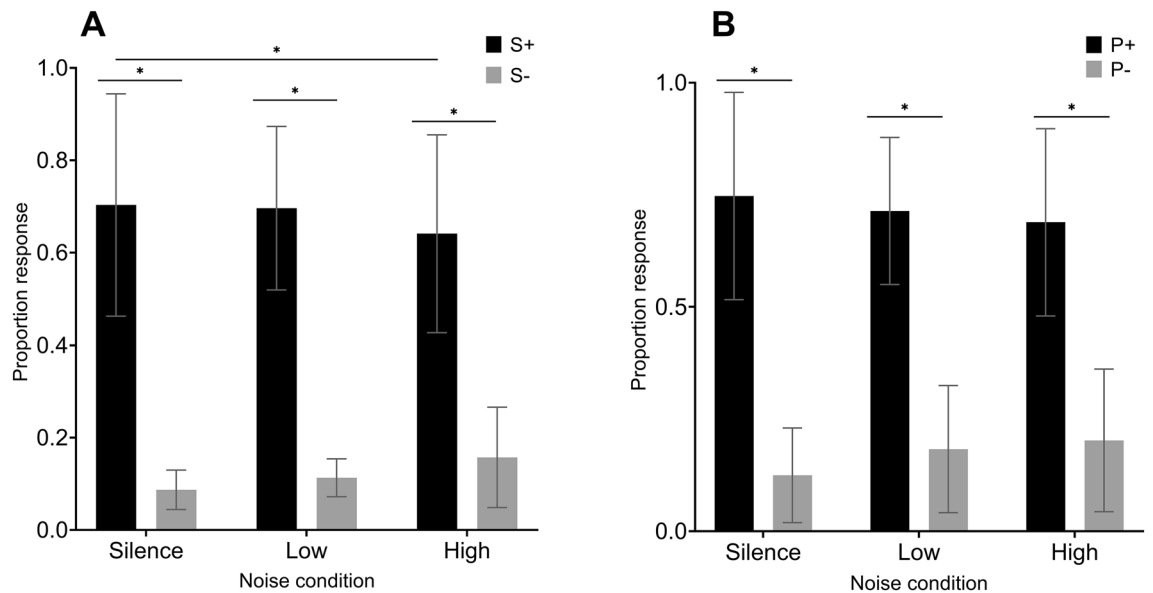 A
S+
S-
*
*
*
*
1.0
0.8
0.6
0.4
0.2
0.0
Proportion response
Silence Low High
Noise condition
B
P+
P-
*
*
*
1.0
0.5
0.0
Proportion response
Silence Low High
Noise condition